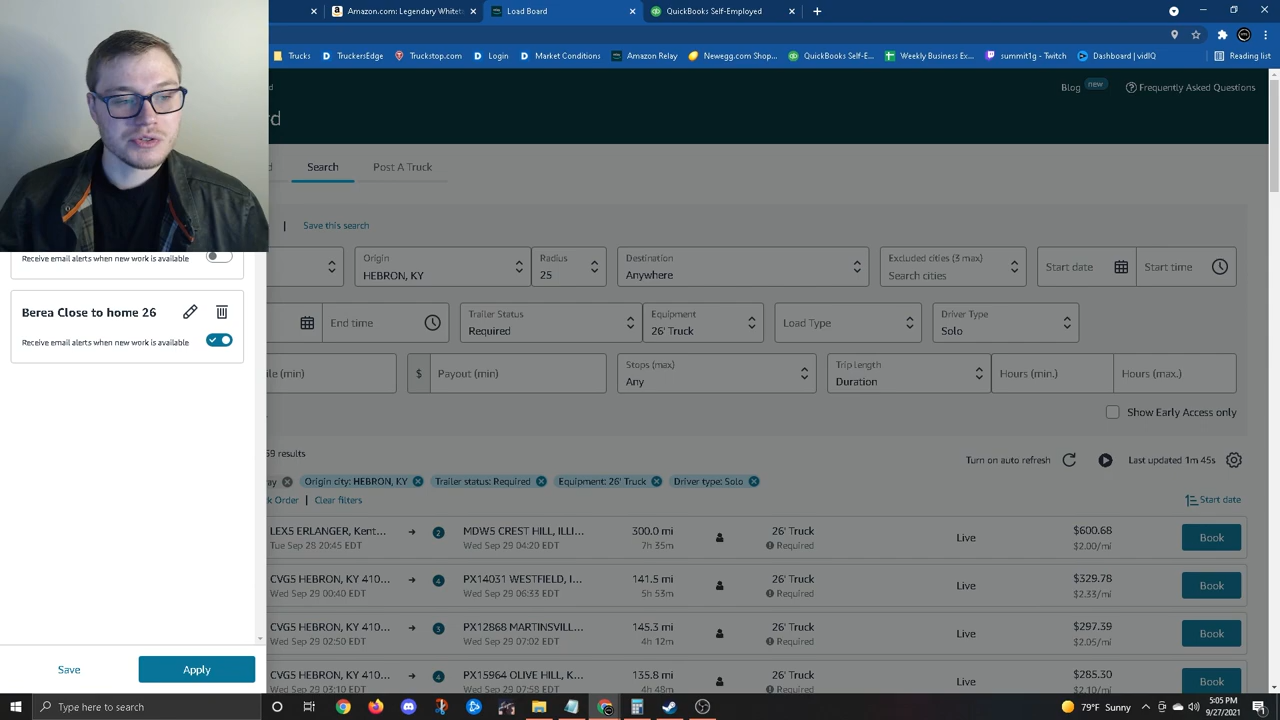 Amazon.com: Legendary Whitet
Load Board
QuickBooks Self-Employed
Trucks
TruckersEdge
Truckstop.com
Login
Market Conditions
Amazon Relay
Newegg.com Shop...
QuickBooks Self-E...
Weekly Business Ex...
summit1g - Twitch
Dashboard | vidIQ
Reading list
Blog
new
Frequently Asked Questions
Search
Post A Truck
| Save this search
Receive email alerts when new work is available
Berea Close to home 26
Receive email alerts when new work is available
Origin
HEBRON, KY
Radius
25
Destination
Anywhere
Excluded cities (3 max)
Search cities
Start date
Start time
End time
Trailer Status
Required
Equipment
26' Truck
Load Type
Driver Type
Solo
$ Payout (min)
Stops (max)
Any
Trip length
Duration
Hours (min.)
Hours (max.)
Show Early Access only
59 results
Turn on auto refresh
Last updated 1m 45s
Origin city: HEBRON, KY
Trailer status: Required
Equipment: 26' Truck
Driver type: Solo
Order | Clear filters
Start date
LEX5 ERLANGER, Kent... 2 MDW5 CREST HILL, ILLI... 300.0 mi 26' Truck Live $600.68 Book
Tue Sep 28 20:45 EDT Wed Sep 29 04:20 EDT 7h 35m Required $2.00/mi
CVG5 HEBRON, KY 410... 4 PX14031 WESTFIELD, I... 141.5 mi 26' Truck Live $329.78 Book
Wed Sep 29 00:40 EDT Wed Sep 29 06:33 EDT 5h 53m Required $2.33/mi
CVG5 HEBRON, KY 410... 3 PX12868 MARTINSVILL... 145.3 mi 26' Truck Live $297.39 Book
Wed Sep 29 02:50 EDT Wed Sep 29 07:02 EDT 4h 12m Required $2.05/mi
CVG5 HEBRON, KY 410... 4 PX15964 OLIVE HILL, K... 135.8 mi 26' Truck Live $285.30 Book
Wed Sep 29 03:10 EDT Wed Sep 29 07:58 EDT 4h 48m Required
Save
Apply
Type here to search
79°F Sunny
5:05 PM
9/27/2021